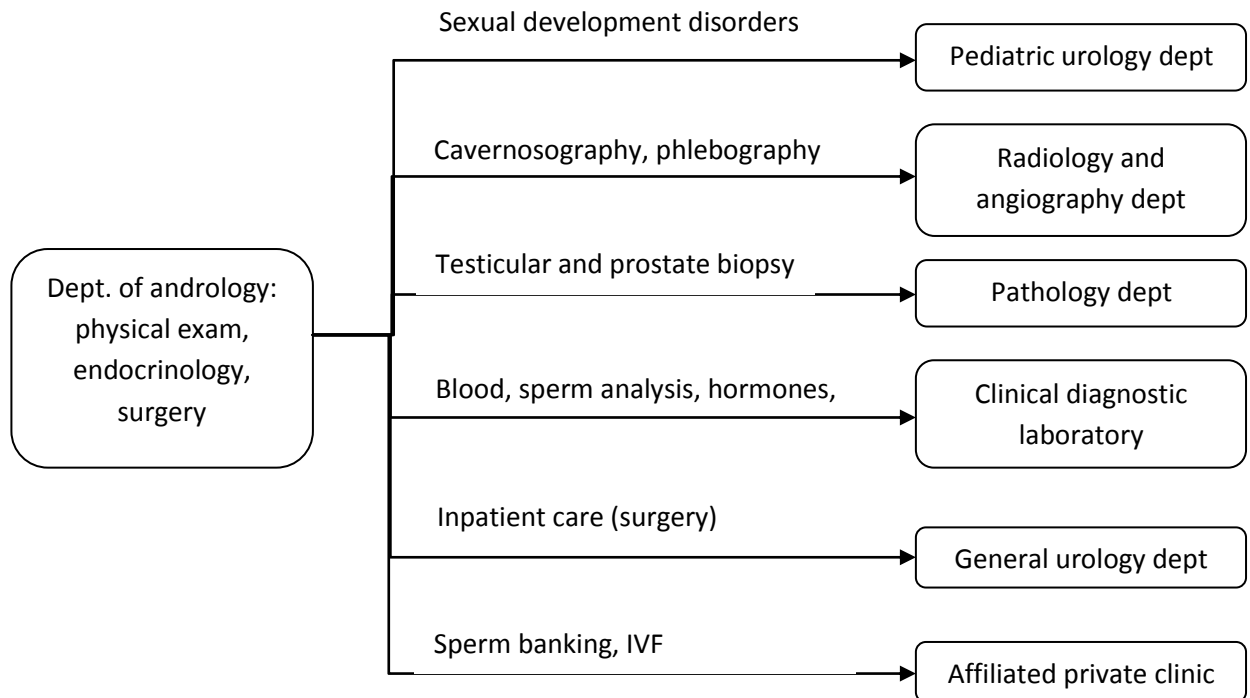 Sexual development disorders
Pediatric urology dept
Cavernosography, phlebography
Radiology and
angiography dept
Dept. of andrology:
physical exam,
endocrinology,
surgery
Testicular and prostate biopsy
Pathology dept
Blood, sperm analysis, hormones,
Clinical diagnostic
laboratory
Inpatient care (surgery)
General urology dept
Sperm banking, IVF
Affiliated private clinic